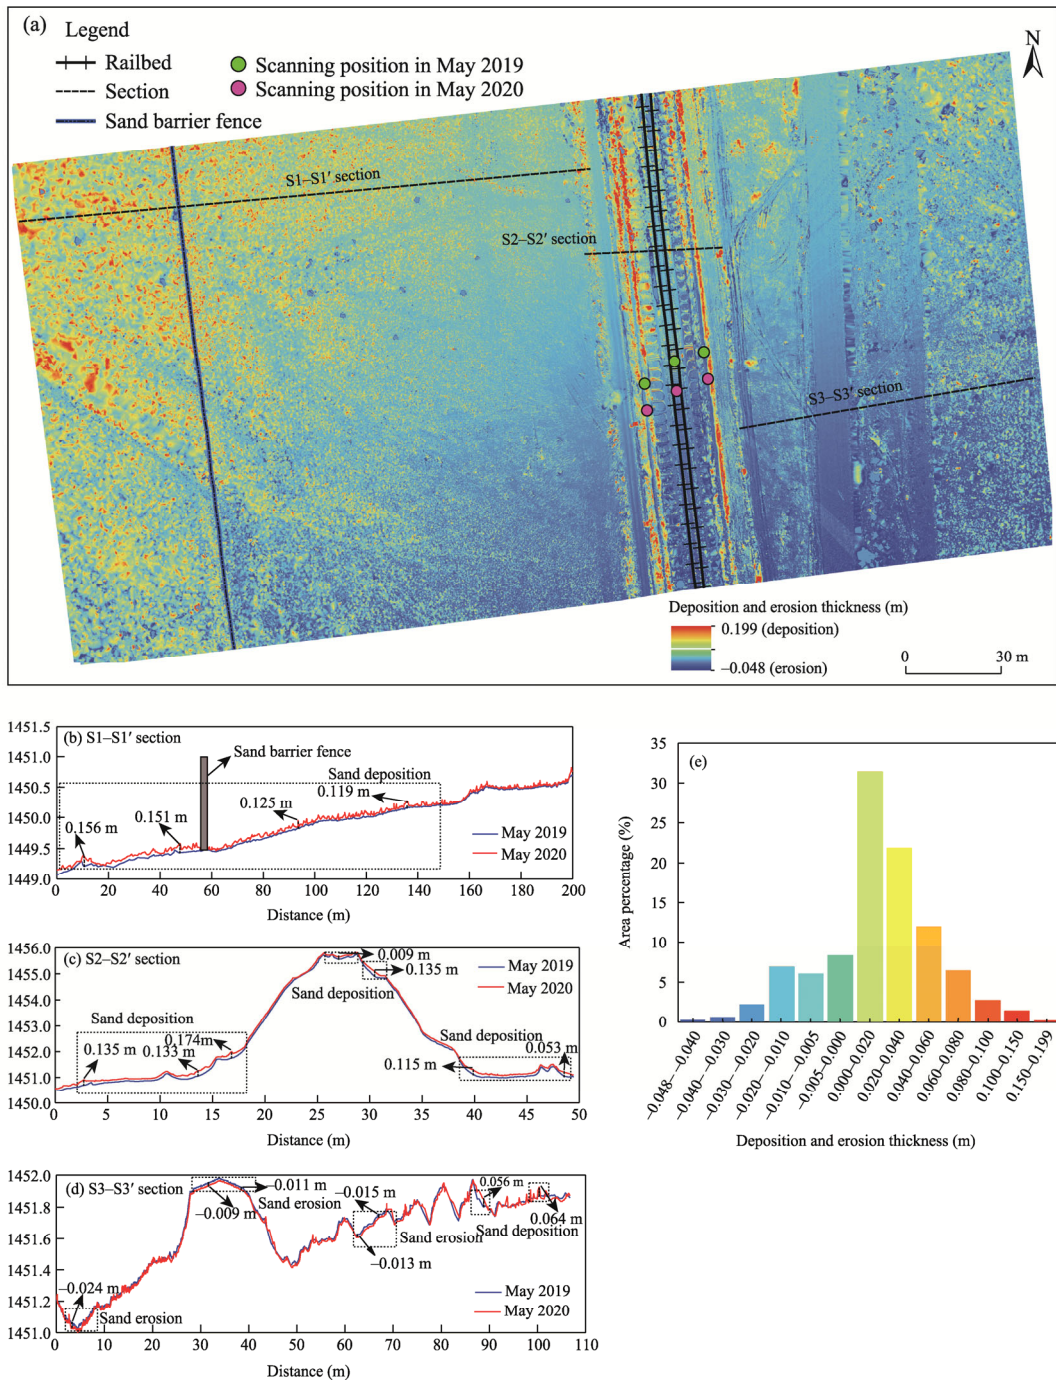 (a)
Legend
Railbed
Section
Sand barrier fence
Scanning position in May 2019
Scanning position in May 2020
N
S1–S1′ section
S2–S2′ section
S3–S3′ section
Deposition and erosion thickness (m)
0.199 (deposition)
–0.048 (erosion)
0 30 m
(b) S1–S1′ section
1451.5
1451.0
1450.5
1450.0
1449.5
1449.0
Sand barrier fence
Sand deposition
0.156 m
0.151 m
0.125 m
0.119 m
May 2019
May 2020
0 20 40 60 80 100 120 140 160 180 200
Distance (m)
(c) S2–S2′ section
1456.0
1455.0
1454.0
1453.0
1452.0
1451.0
1450.0
0.009 m
0.135 m
Sand deposition
May 2019
May 2020
Sand deposition
0.135 m
0.133 m
0.174m
Sand deposition
0.115 m
0.053 m
0 5 10 15 20 25 30 35 40 45 50
Distance (m)
(d) S3–S3′ section
1452.0
1451.8
1451.6
1451.4
1451.2
1451.0
–0.011 m
Sand erosion
–0.009 m
–0.015 m
Sand erosion
–0.013 m
0.056 m
0.064 m
Sand deposition
–0.024 m
Sand erosion
May 2019
May 2020
0 10 20 30 40 50 60 70 80 90 100 110
Distance (m)
(e)
Area percentage (%)
35
30
25
20
15
10
5
0
–0.048––0.040
–0.040––0.030
–0.030––0.020
–0.020––0.010
–0.010––0.005
–0.005–0.000
0.000–0.020
0.020–0.040
0.040–0.060
0.060–0.080
0.080–0.100
0.100–0.150
0.150–0.199
Deposition and erosion thickness (m)